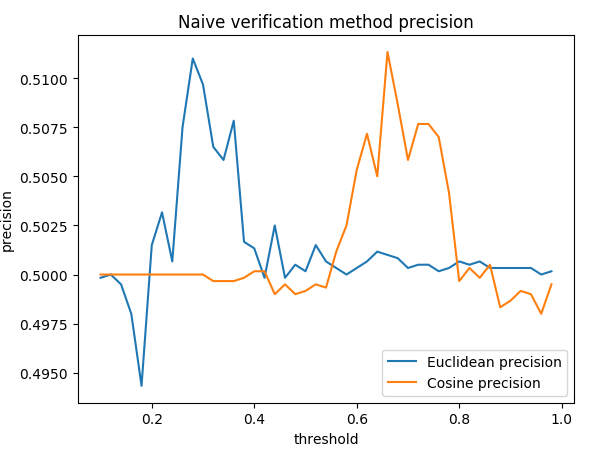 Naive verification method precision
0.5100
0.5075
0.5050
0.5025
0.5000
0.4975
0.4950
precision
0.2
0.4
0.6
0.8
1.0
threshold
Euclidean precision
Cosine precision